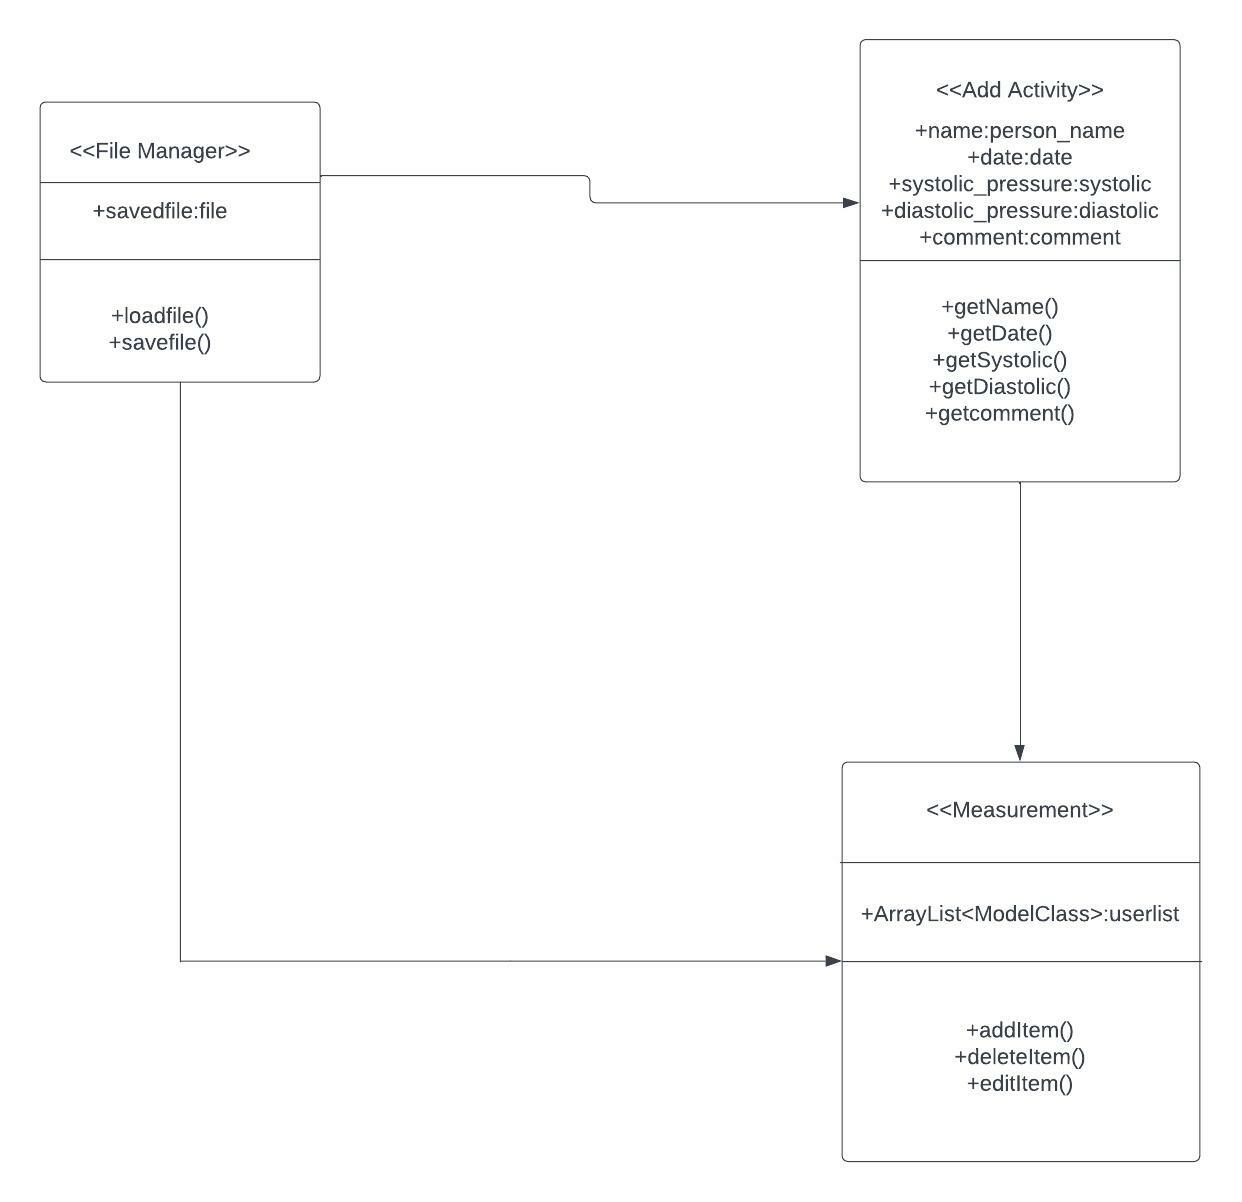 <<File Manager>>
+savedfile:file
+loadfile()
+savefile()
<<Add Activity>>
+name:person_name
+date:date
+systolic_pressure:systolic
+diastolic_pressure:diastolic
+comment:comment
+getName()
+getDate()
+getSystolic()
+getDiastolic()
+getcomment()
<<Measurement>>
+ArrayList<ModelClass>:userlist
+addItem()
+deleteItem()
+editItem()